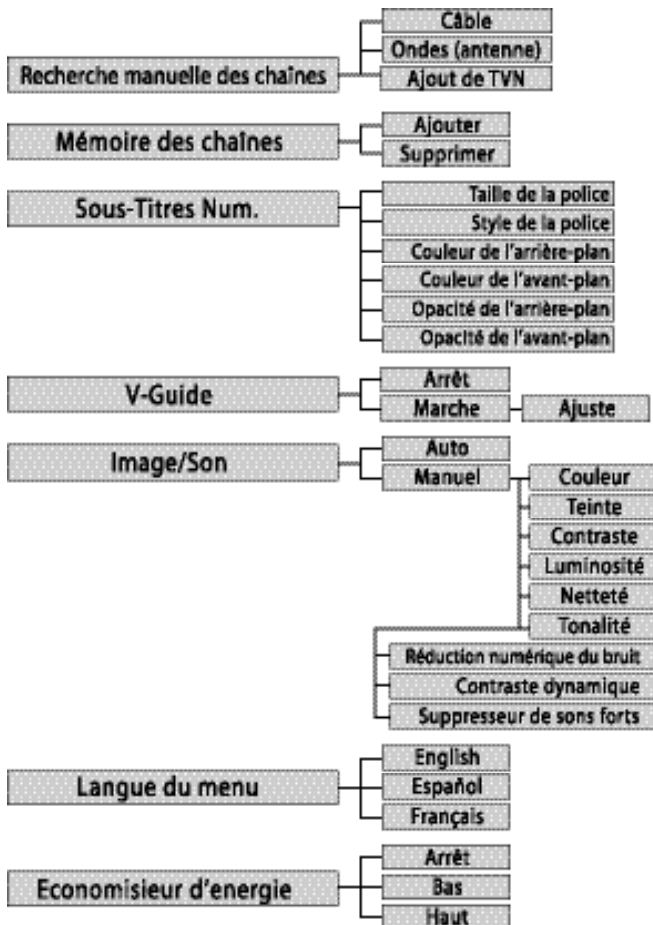 Câble
Ondes (antenne)
Recherche manuelle des chaînes
Ajout de TVN
Mémoire des chaînes
Ajouter
Supprimer
Sous-Titres Num.
Taille de la police
Style de la police
Couleur de l'arrière-plan
Couleur de l'avant-plan
Opacité de l'arrière-plan
Opacité de l'avant-plan
V-Guide
Arrêt
Marche
Ajuste
Image/Son
Auto
Manuel
Couleur
Teinte
Contraste
Luminosité
Netteté
Tonalité
Réduction numérique du bruit
Contraste dynamique
Suppresseur de sons forts
Langue du menu
English
Español
Français
Economisieur d'energie
Arrêt
Bas
Haut